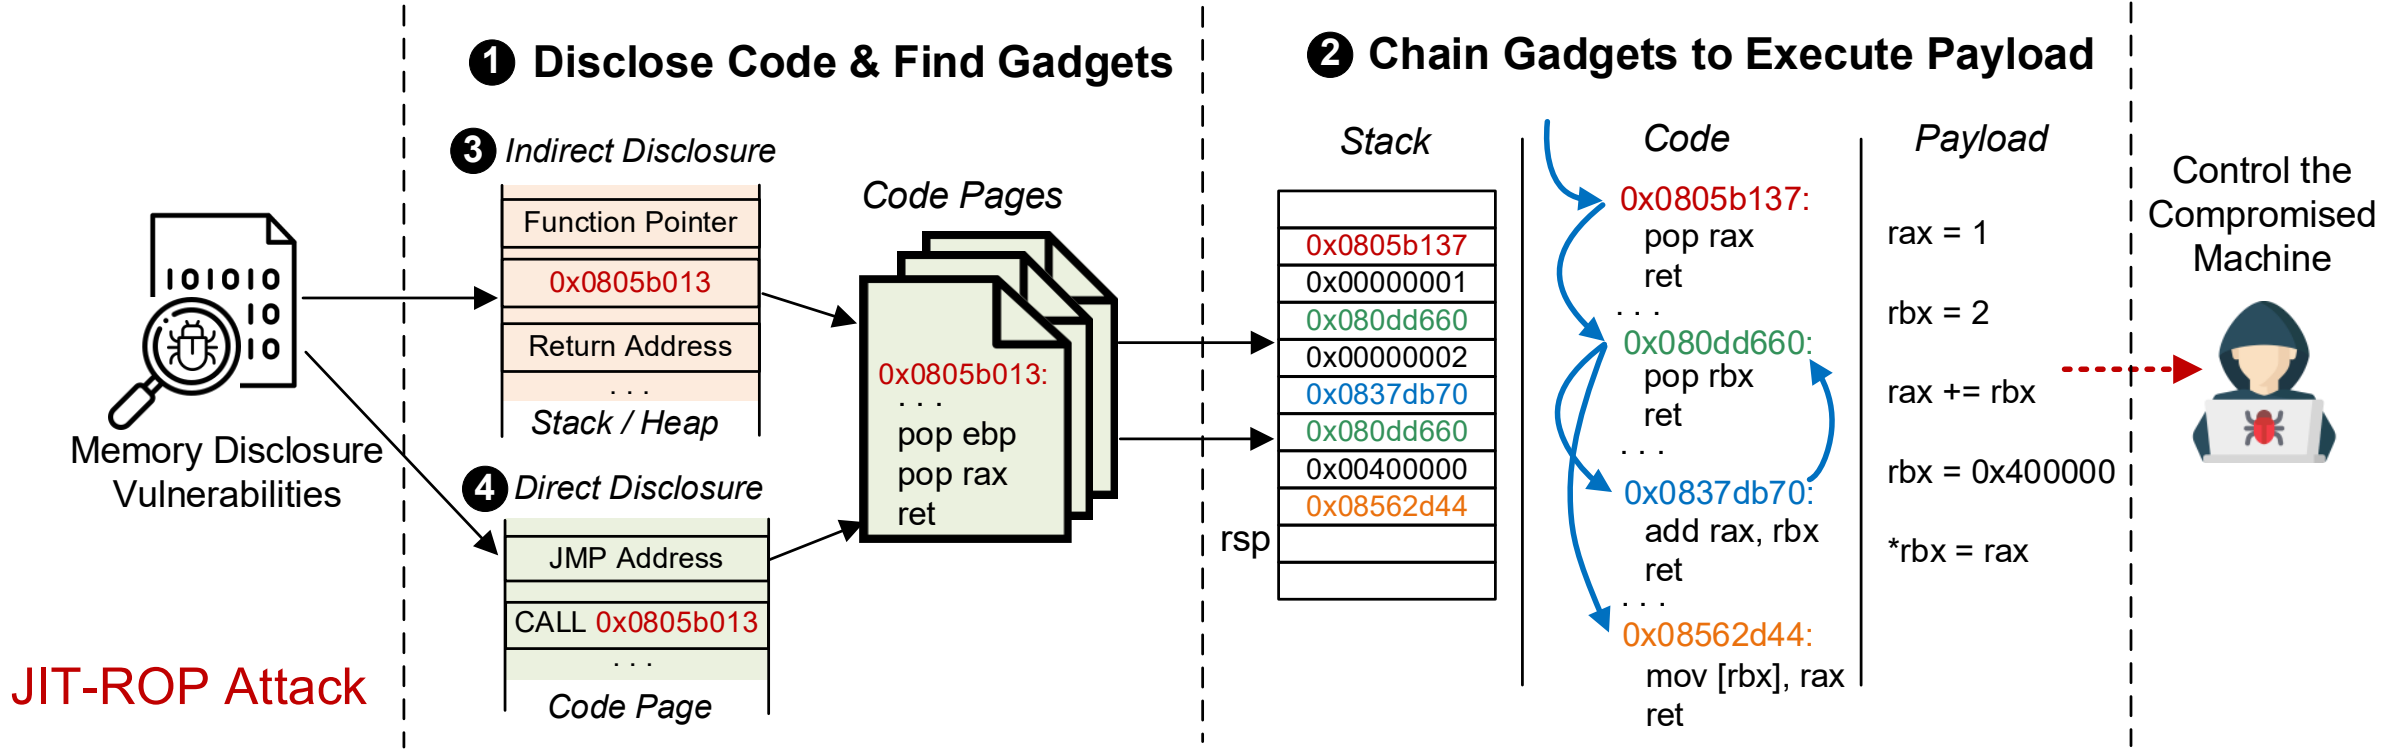 1 Disclose Code & Find Gadgets
2 Chain Gadgets to Execute Payload
101010
10
10
Memory Disclosure
Vulnerabilities
JIT-ROP Attack
3 Indirect Disclosure
Function Pointer
0x0805b013
Return Address
. . .
Stack / Heap
4 Direct Disclosure
JMP Address
CALL 0x0805b013
. . .
Code Page
Code Pages
0x0805b013:
. . .
pop ebp
pop rax
ret
Stack
0x0805b137
0x00000001
0x080dd660
0x00000002
0x0837db70
0x080dd660
0x00400000
0x08562d44
rsp
Code
0x0805b137:
pop rax
ret
. . .
0x080dd660:
pop rbx
ret
. . .
0x0837db70:
add rax, rbx
ret
. . .
0x08562d44:
mov [rbx], rax
ret
Payload
rax = 1
rbx = 2
rax += rbx
rbx = 0x400000
*rbx = rax
Control the
Compromised
Machine